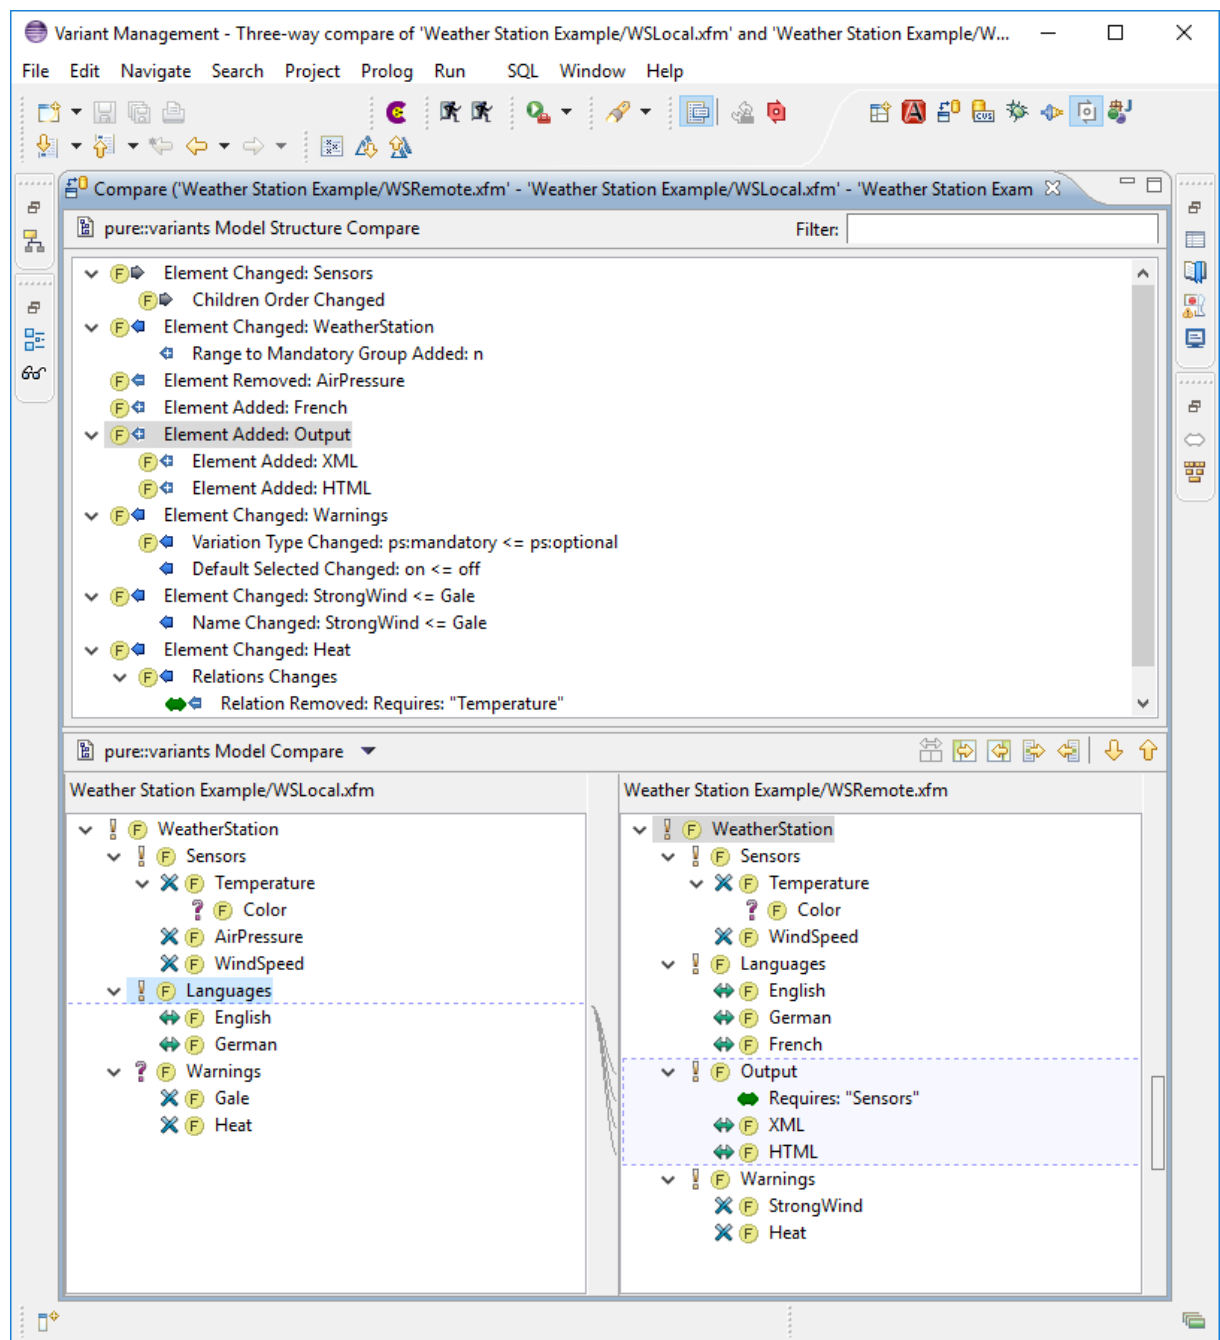 Variant Management - Three-way compare of 'Weather Station Example/WSLocal.xfm' and 'Weather Station Example/W...
File Edit Navigate Search Project Prolog Run SQL Window Help
Compare ('Weather Station Example/WSRemote.xfm' - 'Weather Station Example/WSLocal.xfm' - 'Weather Station Exam
pure::variants Model Structure Compare Filter:
F Element Changed: Sensors
F Children Order Changed
F Element Changed: WeatherStation
Range to Mandatory Group Added: n
F Element Removed: AirPressure
F Element Added: French
F Element Added: Output
F Element Added: XML
F Element Added: HTML
F Element Changed: Warnings
F Variation Type Changed: ps:mandatory <= ps:optional
Default Selected Changed: on <= off
F Element Changed: StrongWind <= Gale
Name Changed: StrongWind <= Gale
F Element Changed: Heat
F Relations Changes
Relation Removed: Requires: "Temperature"
pure::variants Model Compare
Weather Station Example/WSLocal.xfm
! F WeatherStation
! F Sensors
F Temperature
? F Color
F AirPressure
F WindSpeed
! F Languages
F English
F German
? F Warnings
F Gale
F Heat
Weather Station Example/WSRemote.xfm
! F WeatherStation
! F Sensors
F Temperature
? F Color
F WindSpeed
! F Languages
F English
F German
F French
! F Output
Requires: "Sensors"
F XML
F HTML
! F Warnings
F StrongWind
F Heat